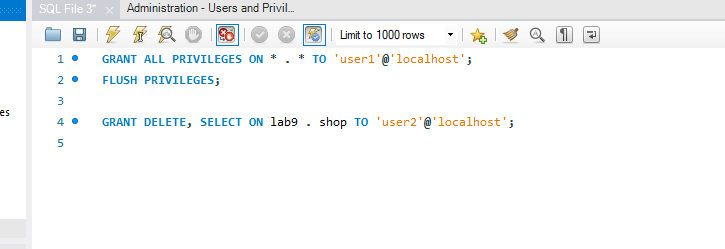 SQL File 3*
Administration - Users and Privil...
Limit to 1000 rows
1 GRANT ALL PRIVILEGES ON * . * TO 'user1'@'localhost';
es
2 FLUSH PRIVILEGES;
3
4 GRANT DELETE, SELECT ON lab9 . shop TO 'user2'@'localhost';
5